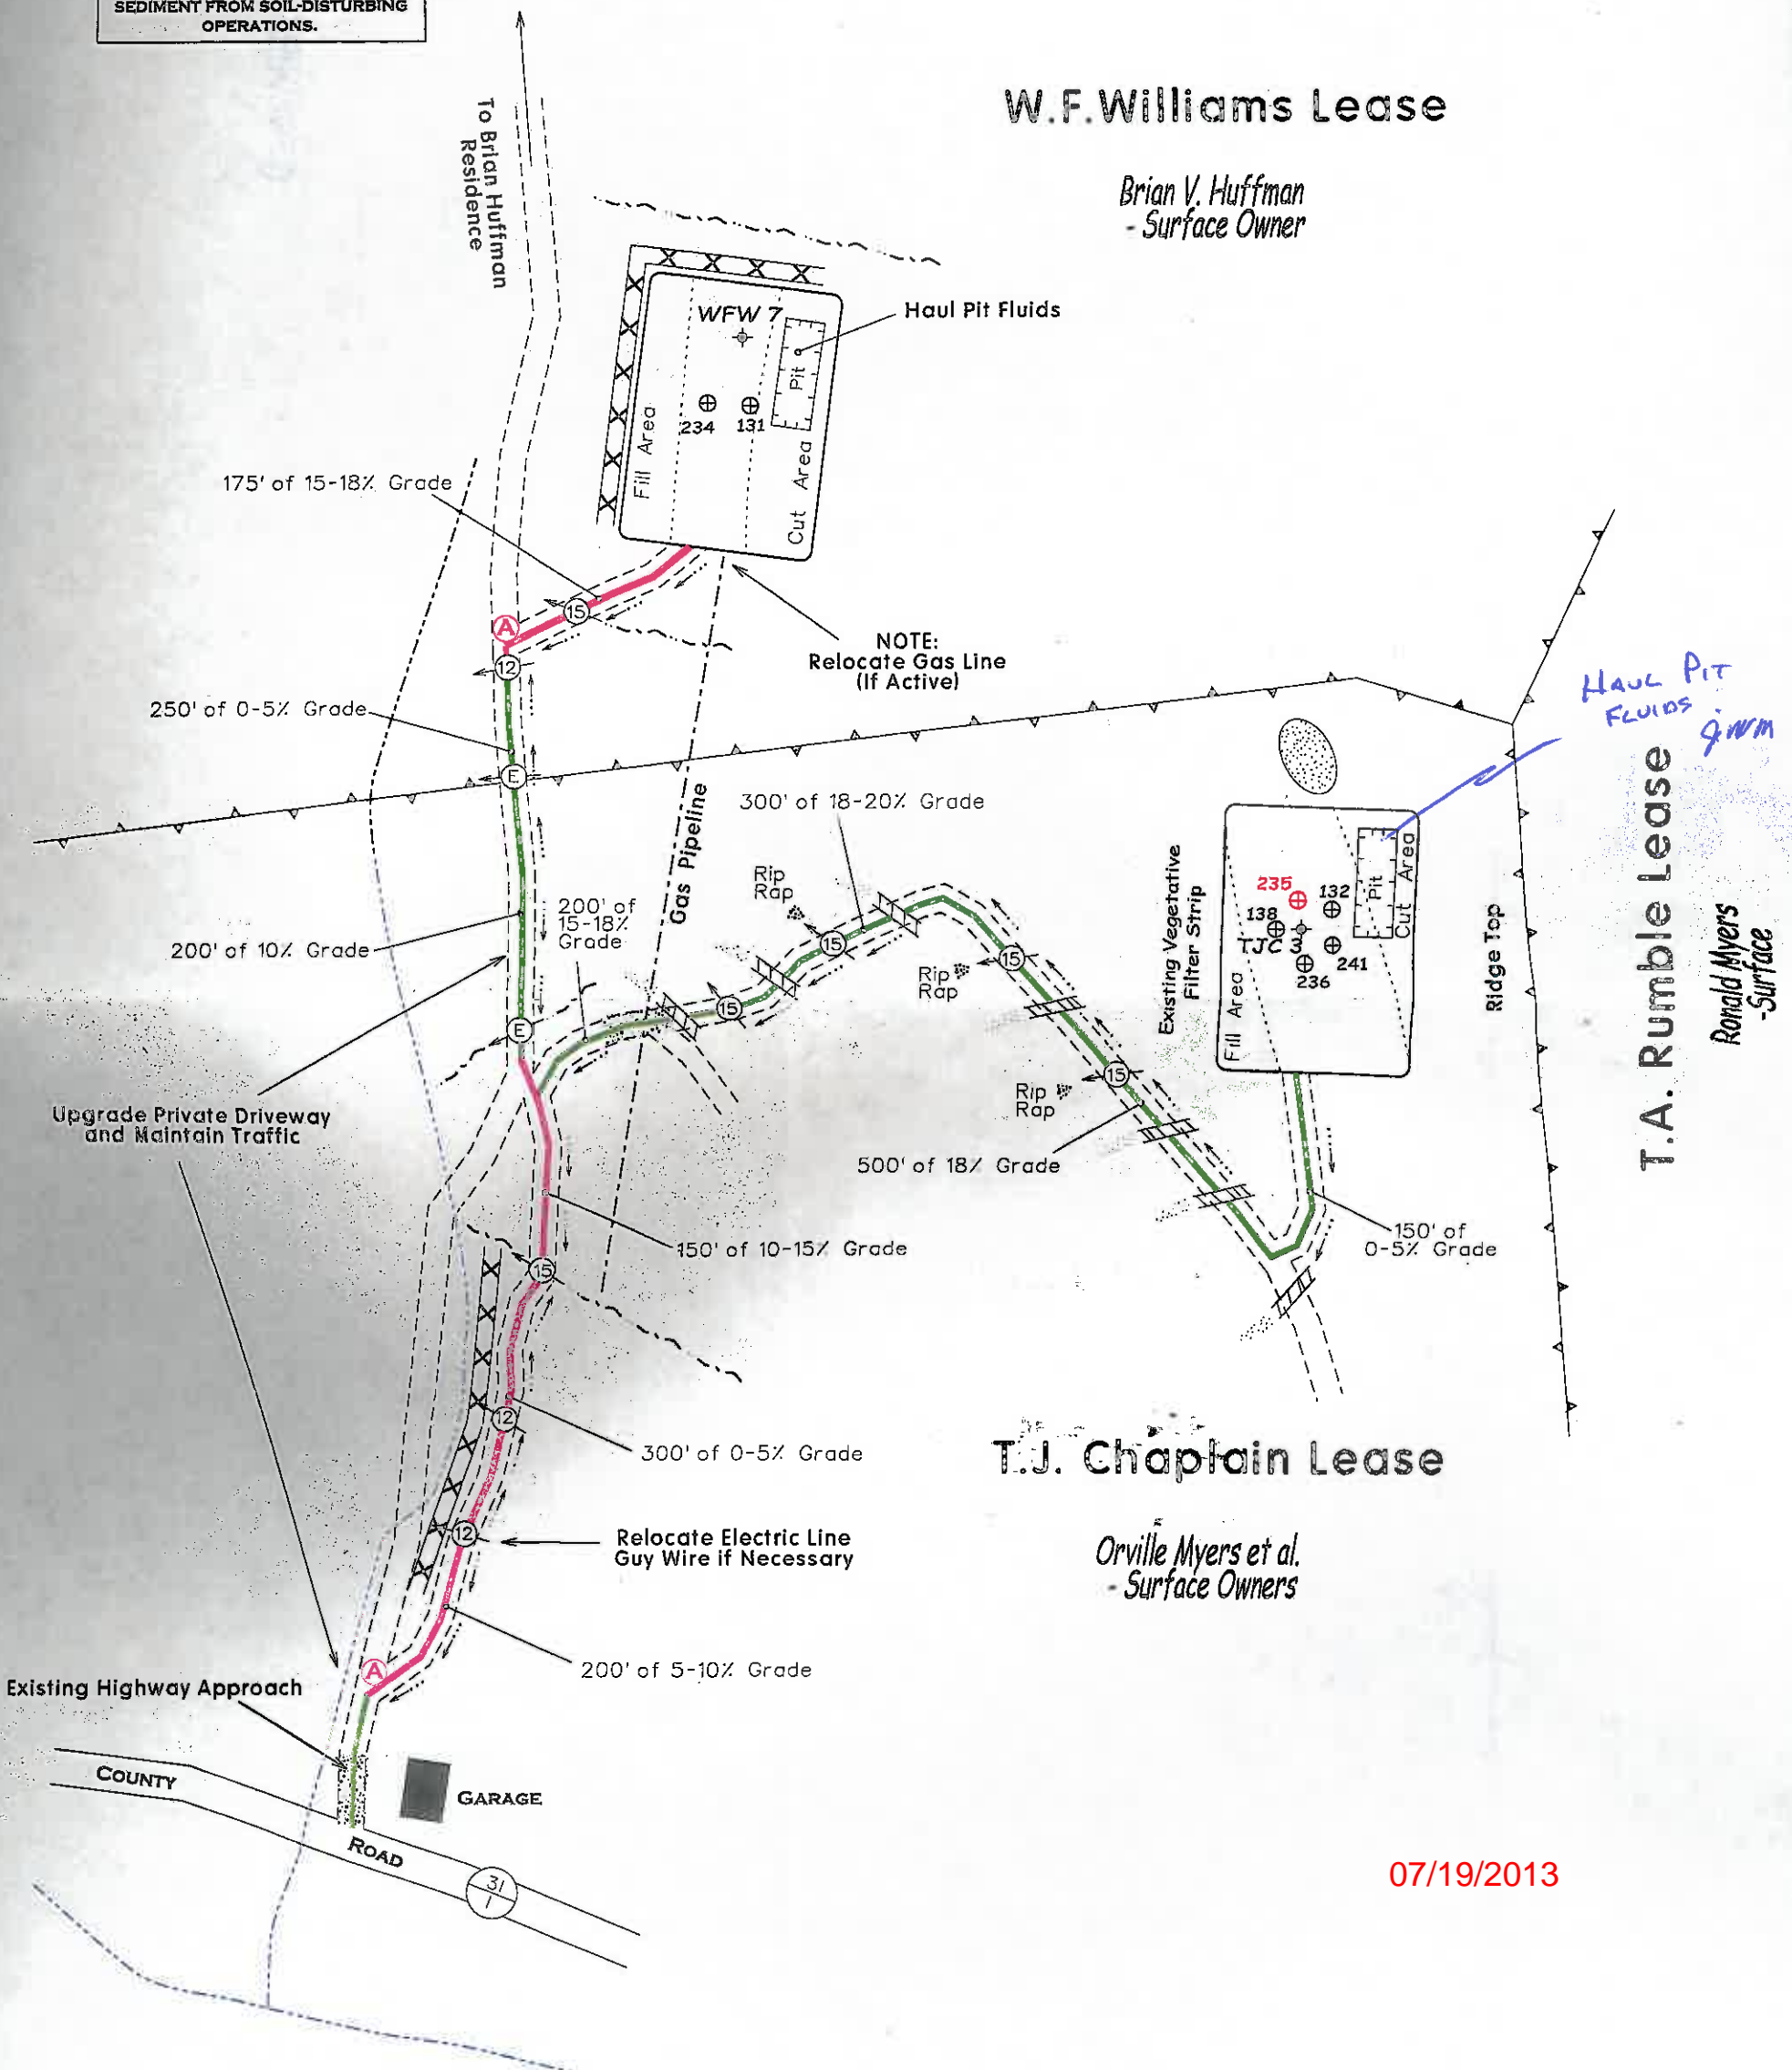 SEDIMENT FROM SOIL-DISTURBING
OPERATIONS.
To Brian Huffman
Residence
W.F.Williams Lease
Brian V. Huffman
- Surface Owner
WFW 7
Haul Pit Fluids
Pit
234
131
Fill Area
Cut Area
175' of 15-18% Grade
15
A
12
NOTE:
Relocate Gas Line
(If Active)
250' of 0-5% Grade
E
HAUL PIT
FLUIDS
JWM
T.A. Rumble Lease
Ronald Myers
-Surface
Gas Pipeline
300' of 18-20% Grade
Rip
Rap
200' of
15-18%
Grade
200' of 10% Grade
15
15
15
Rip
Rap
E
Existing Vegetative
Filter Strip
235
132
138
TJC 3
241
236
Pit
Cut Area
Fill Area
Ridge Top
15
Rip
Rap
Upgrade Private Driveway
and Maintain Traffic
500' of 18% Grade
150' of 10-15% Grade
150' of
0-5% Grade
15
12
300' of 0-5% Grade
T.J. Chaplain Lease
12
Relocate Electric Line
Guy Wire if Necessary
Orville Myers et al.
- Surface Owners
200' of 5-10% Grade
A
Existing Highway Approach
COUNTY
ROAD
GARAGE
31
1
07/19/2013